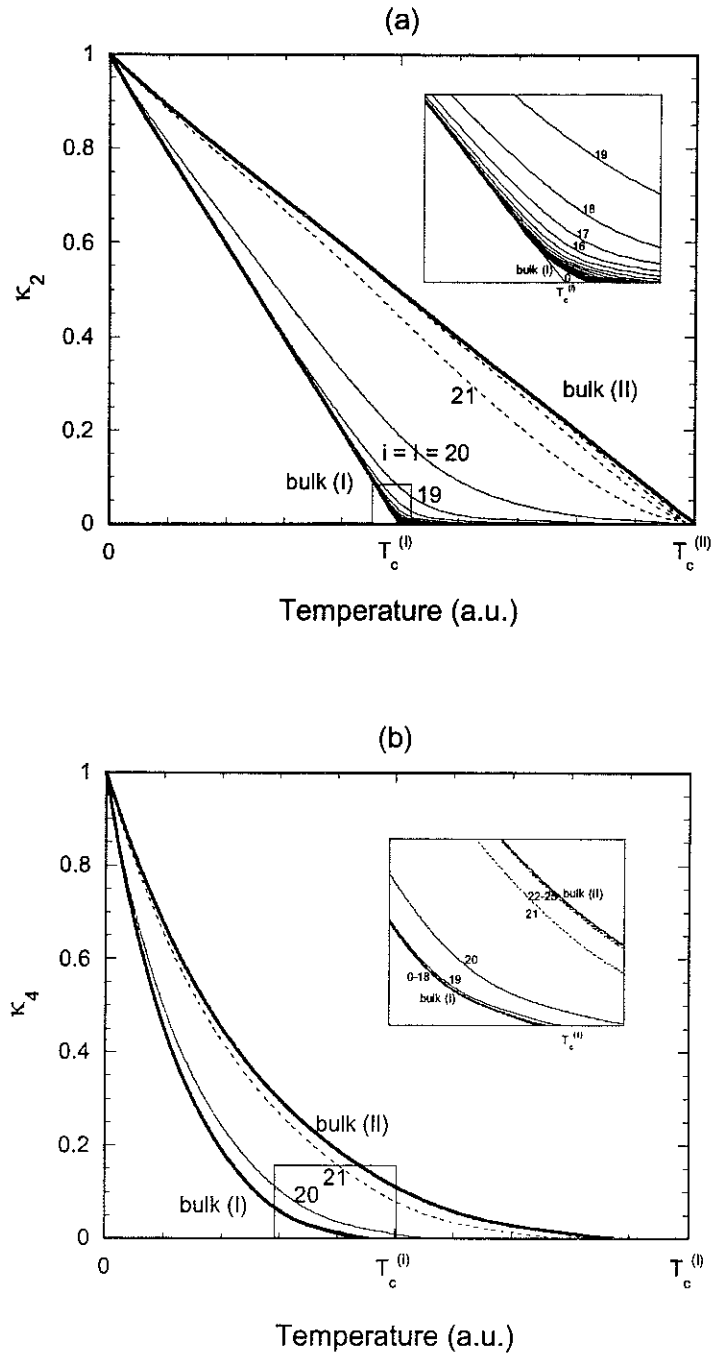 (a)
1
0.8
0.6
0.4
0.2
0
κ2
19
18
17
16
bulk (I)
0
Tc(I)
bulk (II)
21
i = l = 20
bulk (I)
19
0
Tc(I)
Tc(II)
Temperature (a.u.)
(b)
1
0.8
0.6
0.4
0.2
0
κ4
22-25
bulk (II)
21
20
0-18
19
bulk (I)
Tc(I)
bulk (II)
21
20
bulk (I)
0
Tc(I)
Tc(I)
Temperature (a.u.)